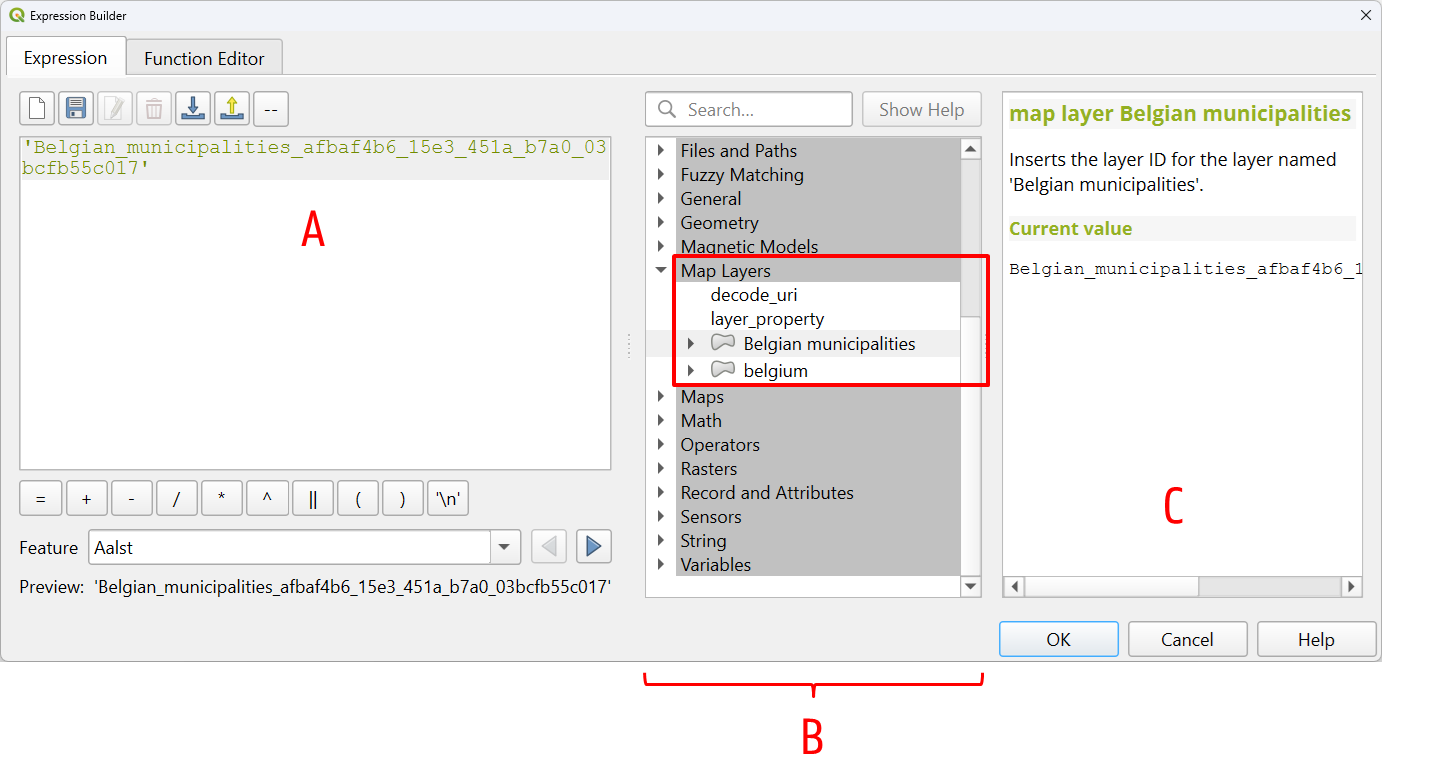 Expression Builder
Expression
Function Editor
--
'Belgian_municipalities_afbaf4b6_15e3_451a_b7a0_03
bcfb55c017'
A
=
+
-
/
*
^
||
(
)
'\n'
Feature
Aalst
Preview: 'Belgian_municipalities_afbaf4b6_15e3_451a_b7a0_03bcfb55c017'
Search...
Show Help
Files and Paths
Fuzzy Matching
General
Geometry
Magnetic Models
Map Layers
decode_uri
layer_property
Belgian municipalities
belgium
Maps
Math
Operators
Rasters
Record and Attributes
Sensors
String
Variables
map layer Belgian municipalities
Inserts the layer ID for the layer named
'Belgian municipalities'.
Current value
Belgian_municipalities_afbaf4b6_1
C
OK
Cancel
Help
B